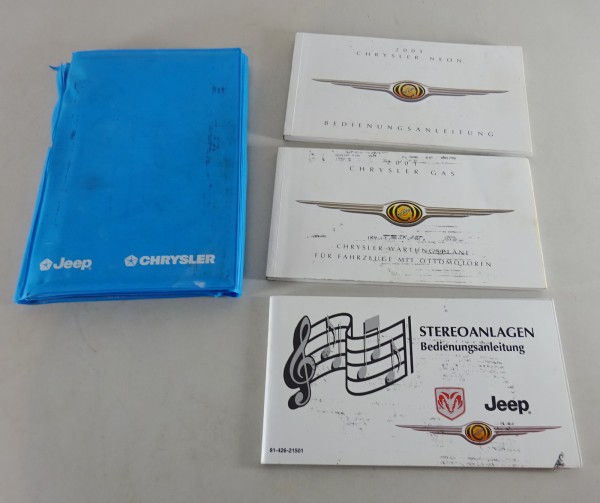 Jeep
CHRYSLER
2001
CHRYSLER NEON
BEDIENUNGSANLEITUNG
CHRYSLER GAS
CHRYSLER-WARTUNGSPLÄNE
FÜR FAHRZEUGE MIT OTTOMOTOREN
STEREOANLAGEN
Bedienungsanleitung
Jeep
81-426-21501